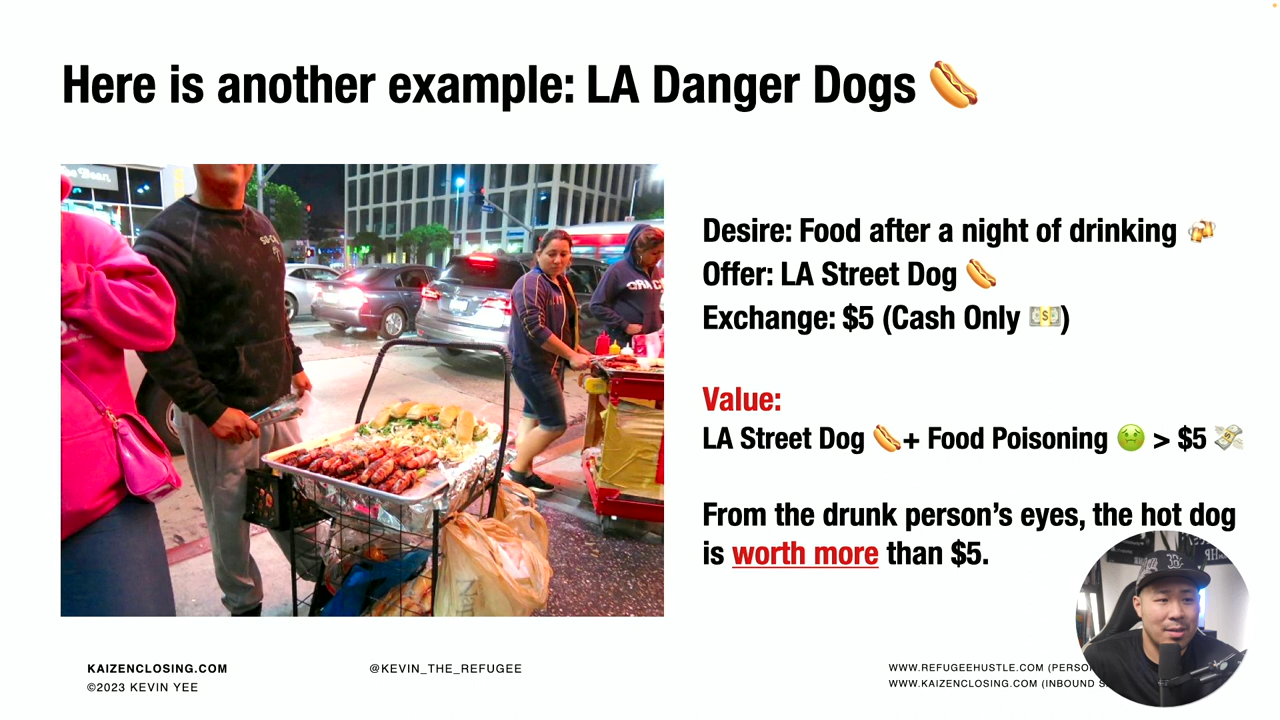 Here is another example: LA Danger Dogs 🌭
Desire: Food after a night of drinking 🍻
Offer: LA Street Dog 🌭
Exchange: $5 (Cash Only 💵)
Value:
LA Street Dog 🌭+ Food Poisoning 🤢 > $5 💸
From the drunk person’s eyes, the hot dog
is worth more than $5.
KAIZENCLOSING.COM
©2023 KEVIN YEE
@KEVIN_THE_REFUGEE
WWW.REFUGEEHUSTLE.COM
WWW.KAIZENCLOSING.COM (INBOUND